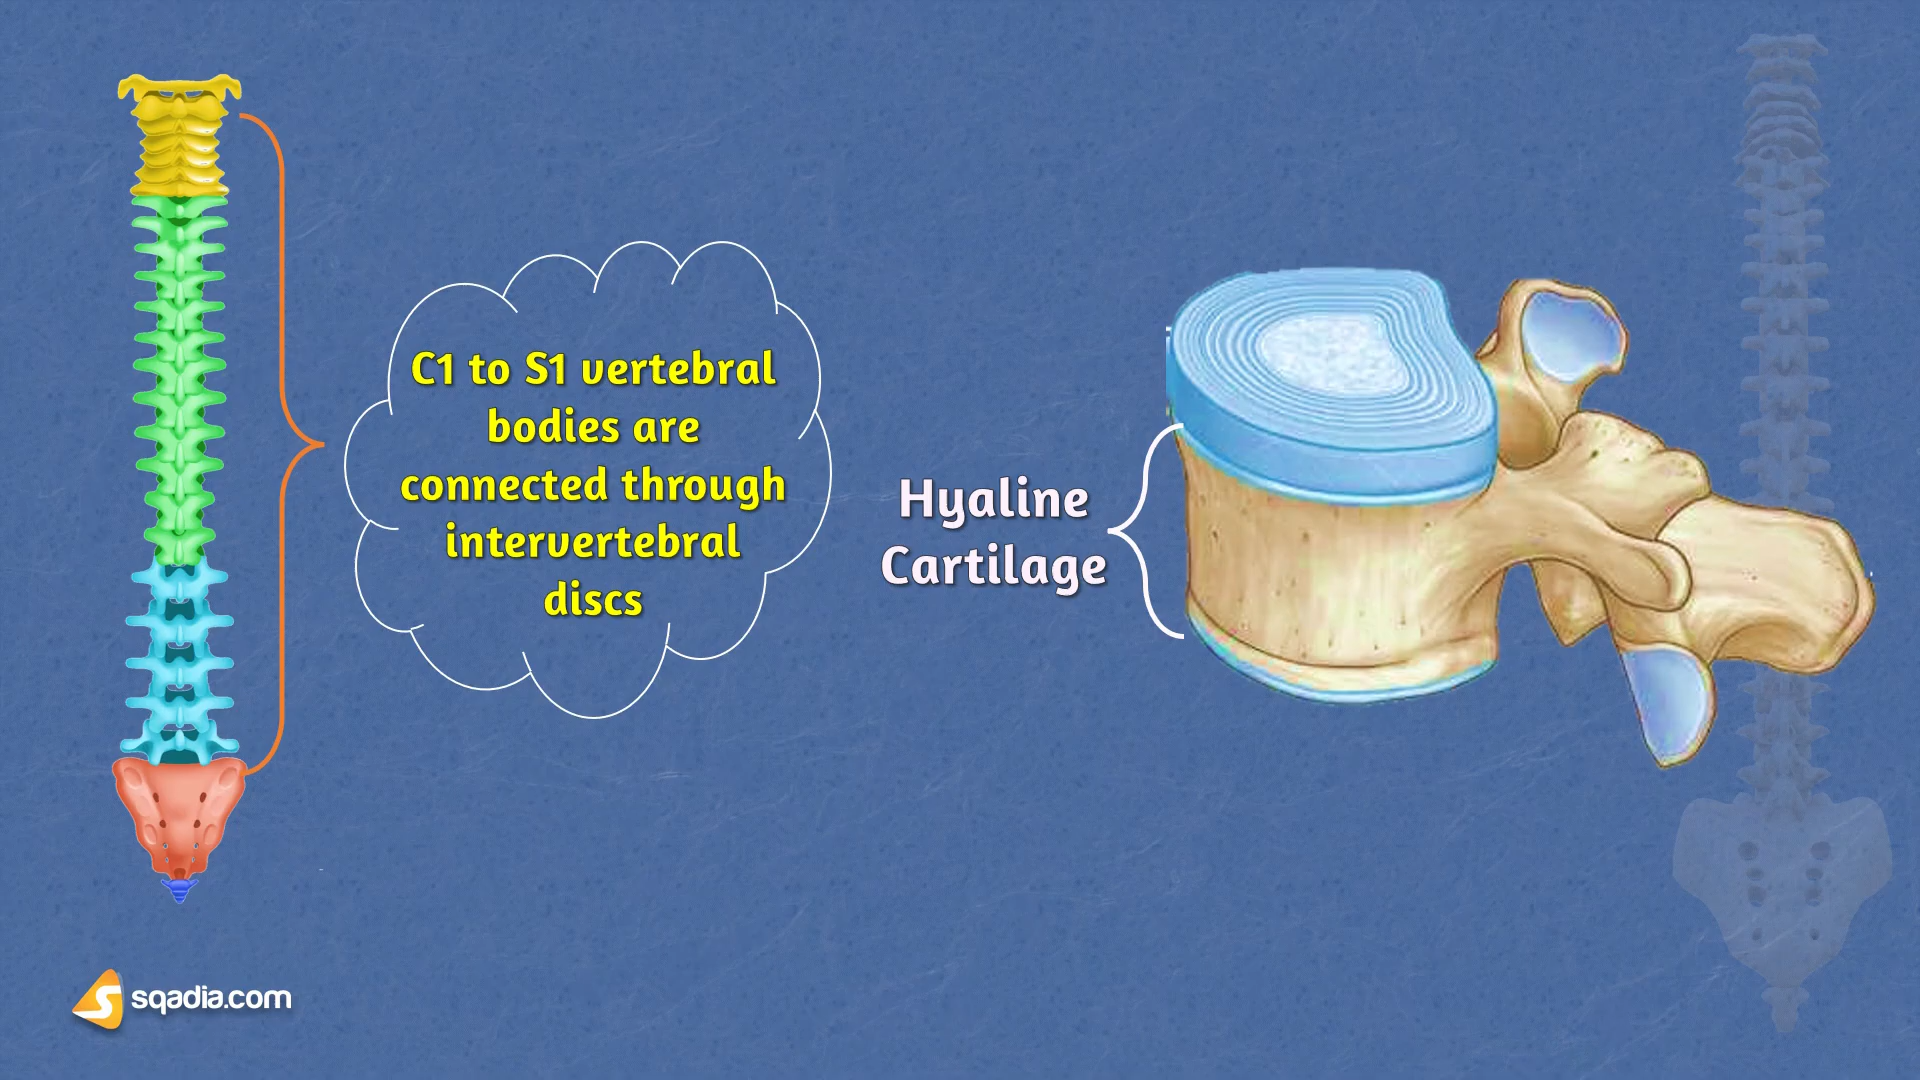 C1 to S1 vertebral
bodies are
connected through
intervertebral
discs
Hyaline
Cartilage
sqadia.com